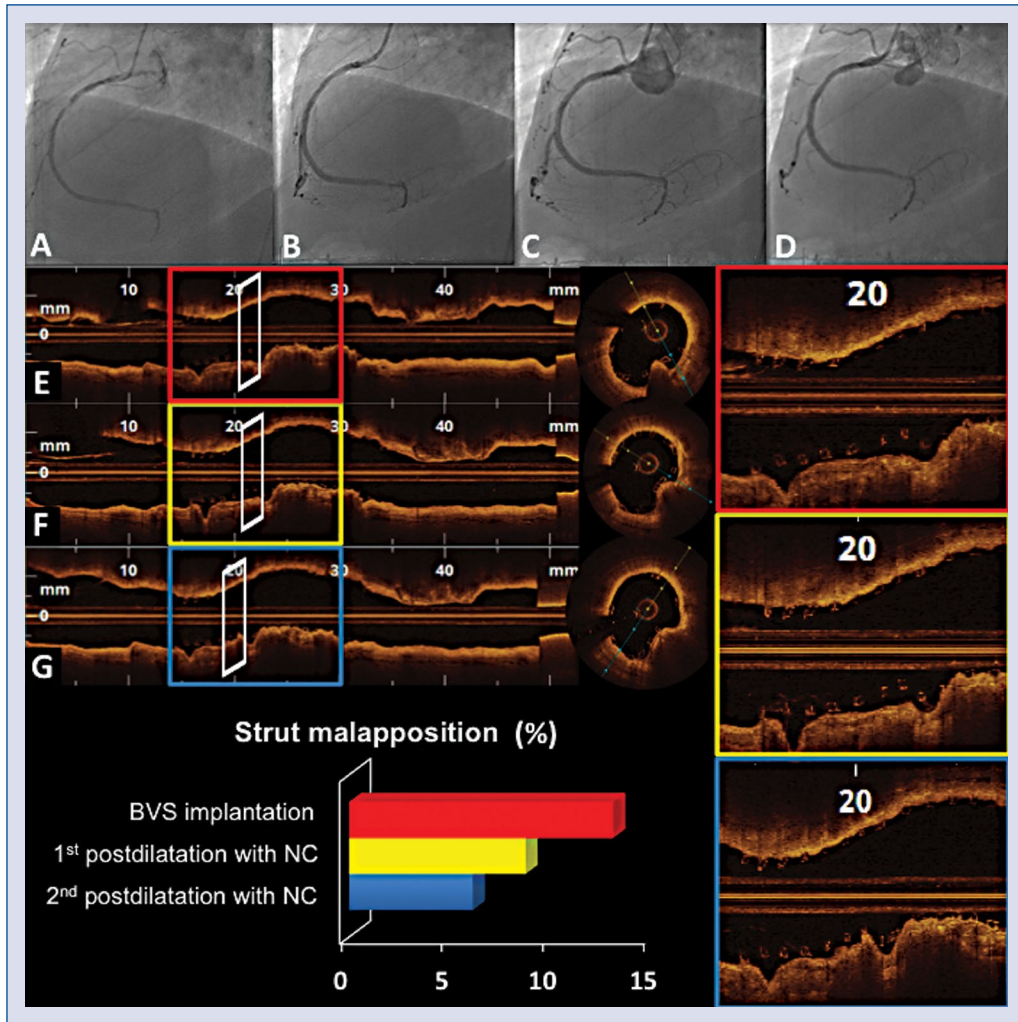 A
B
C
D
10
20
30
40
mm
mm
0
E
10
20
30
40
mm
mm
0
F
10
20
30
40
mm
mm
0
G
20
20
20
Strut malapposition (%)
BVS implantation
1st postdilatation with NC
2nd postdilatation with NC
0
5
10
15